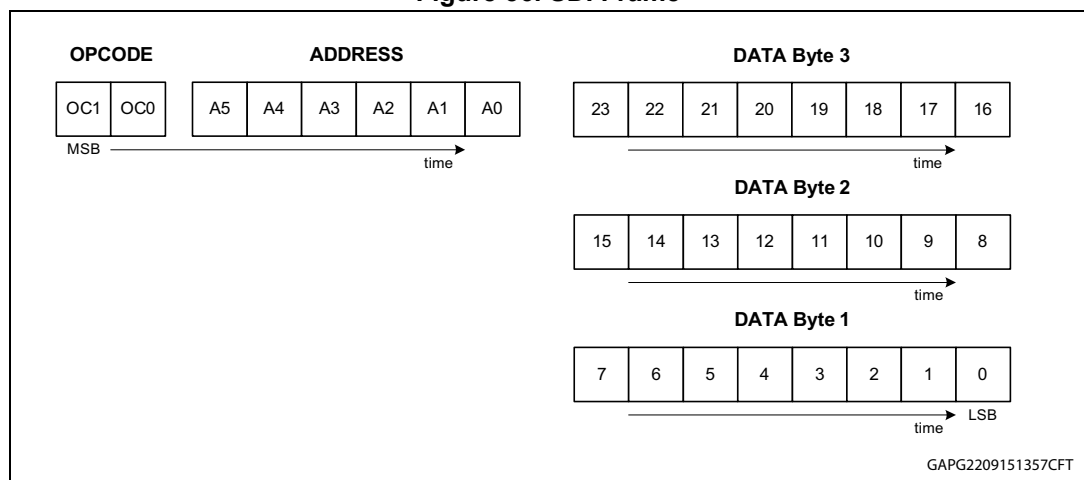 OPCODE
ADDRESS
OC1 OC0
A5 A4 A3 A2 A1 A0
MSB
time
DATA Byte 3
23 22 21 20 19 18 17 16
time
DATA Byte 2
15 14 13 12 11 10 9 8
time
DATA Byte 1
7 6 5 4 3 2 1 0
time
LSB
GAPG2209151357CFT